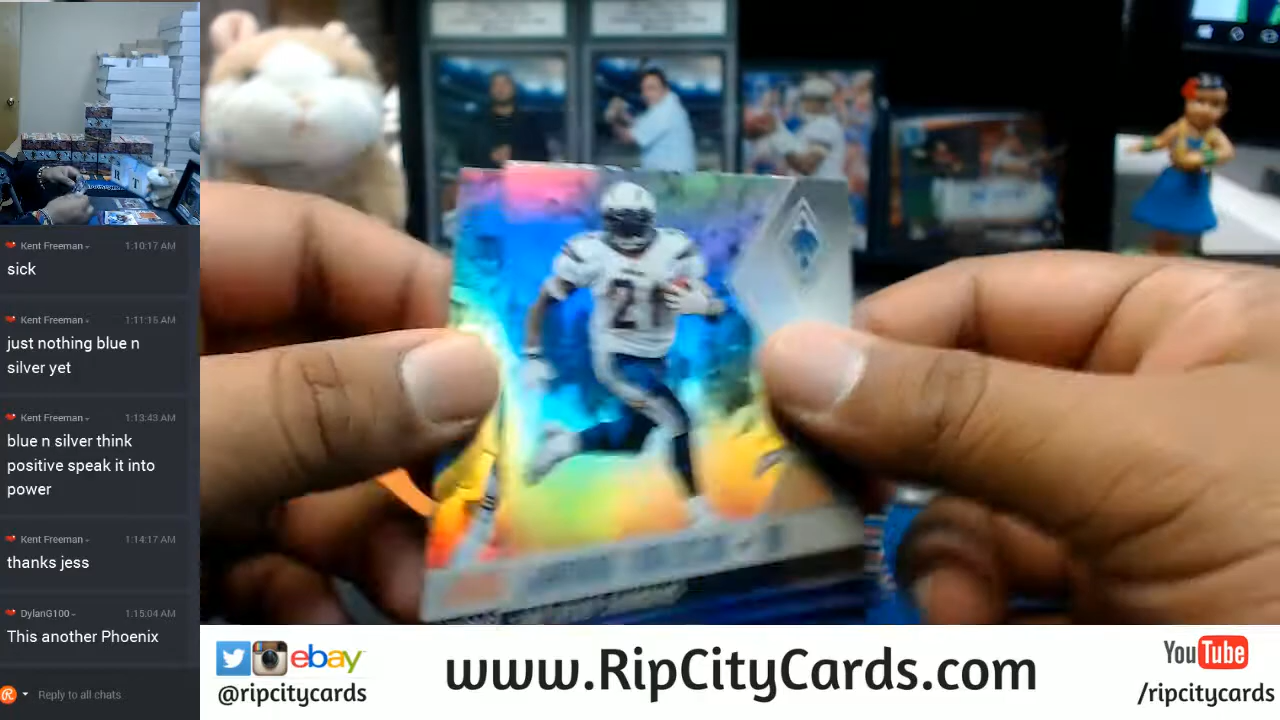 Kent Freeman
1:10:17 AM
sick
Kent Freeman
1:11:15 AM
just nothing blue n
silver yet
Kent Freeman
1:13:43 AM
blue n silver think
positive speak it into
power
Kent Freeman
1:14:17 AM
thanks jess
DylanG100
1:15:04 AM
This another Phoenix
Reply to all chats
21
ebay
@ripcitycards
www.RipCityCards.com
YouTube
/ripcitycards